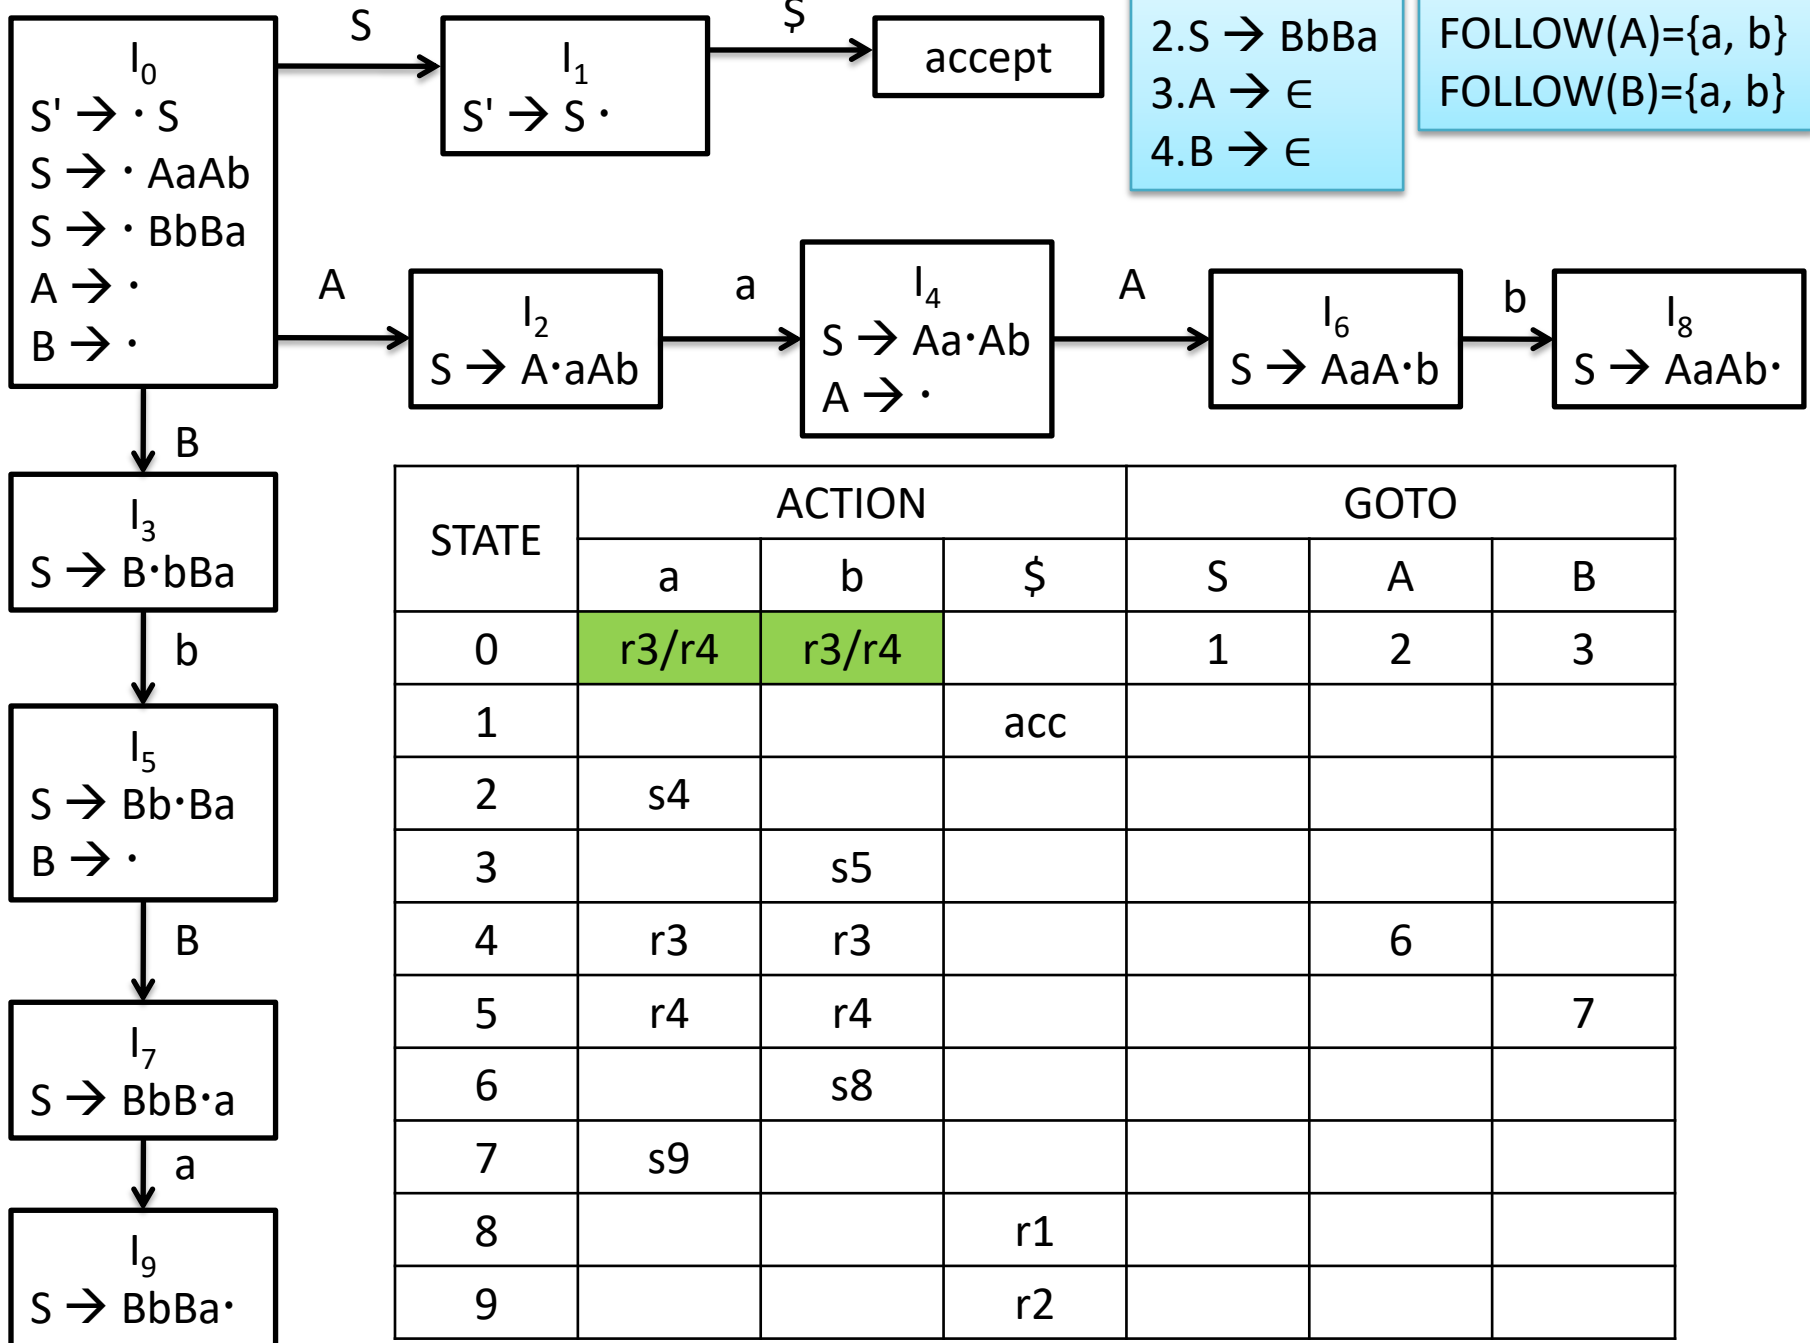 S
$
I0
S' → · S
S → · AaAb
S → · BbBa
A → ·
B → ·
I1
S' → S ·
accept
2.S → BbBa
3.A → ∈
4.B → ∈
FOLLOW(A)={a, b}
FOLLOW(B)={a, b}
A
I2
S → A·aAb
a
I4
S → Aa·Ab
A → ·
A
I6
S → AaA·b
b
I8
S → AaAb·
B
I3
S → B·bBa
b
I5
S → Bb·Ba
B → ·
B
I7
S → BbB·a
a
I9
S → BbBa·
STATE ACTION GOTO
a b $ S A B
0 r3/r4 r3/r4 1 2 3
1 acc
2 s4
3 s5
4 r3 r3 6
5 r4 r4 7
6 s8
7 s9
8 r1
9 r2